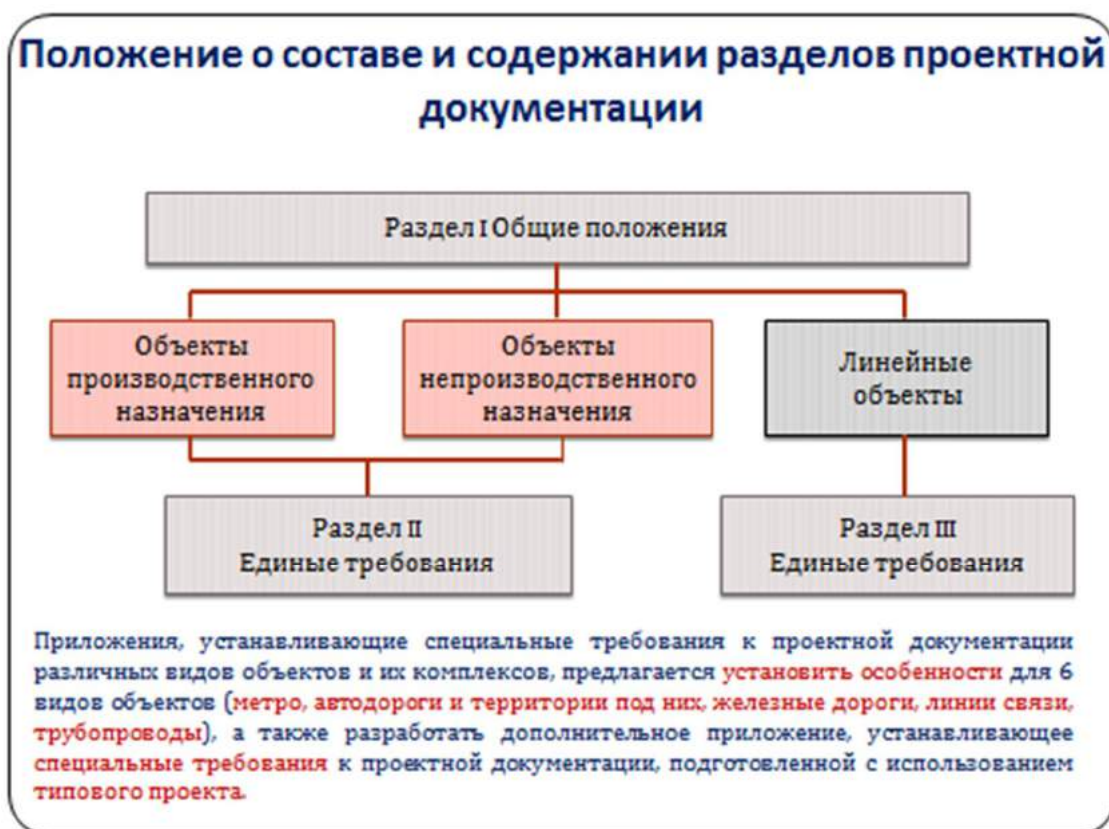 Положение о составе и содержании разделов проектной
документации
Раздел I Общие положения
Объекты
производственного
назначения
Объекты
непроизводственного
назначения
Линейные
объекты
Раздел II
Единые требования
Раздел III
Единые требования
Приложения, устанавливающие специальные требования к проектной документации
различных видов объектов и их комплексов, предлагается установить особенности для 6
видов объектов (метро, автодороги и территории под них, железные дороги, линии связи,
трубопроводы), а также разработать дополнительное приложение, устанавливающее
специальные требования к проектной документации, подготовленной с использованием
типового проекта.